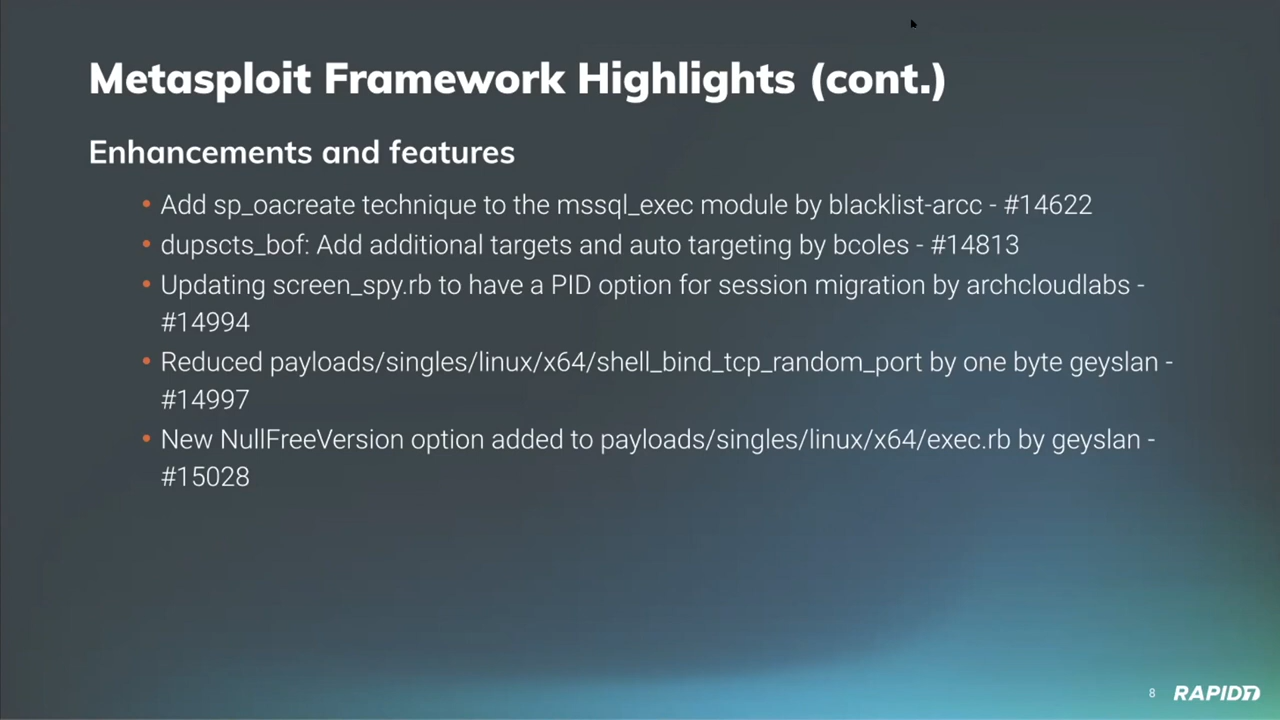 Metasploit Framework Highlights (cont.)
Enhancements and features
• Add sp_oacreate technique to the mssql_exec module by blacklist-arcc - #14622
• dupscts_bof: Add additional targets and auto targeting by bcoles - #14813
• Updating screen_spy.rb to have a PID option for session migration by archcloudlabs -
#14994
• Reduced payloads/singles/linux/x64/shell_bind_tcp_random_port by one byte geyslan -
#14997
• New NullFreeVersion option added to payloads/singles/linux/x64/exec.rb by geyslan -
#15028
8 RAPID7